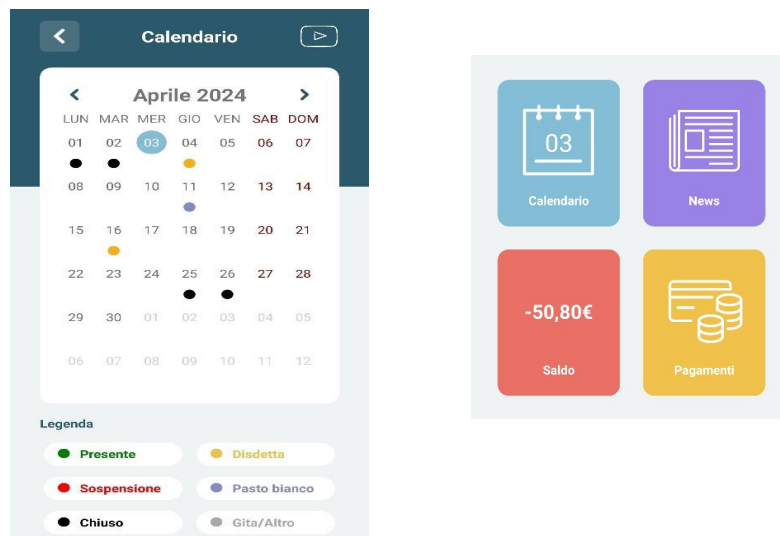 Calendario
Aprile 2024
LUN MAR MER GIO VEN SAB DOM
01 02 03 04 05 06 07
08 09 10 11 12 13 14
15 16 17 18 19 20 21
22 23 24 25 26 27 28
29 30 01 02 03 04 05
06 07 08 09 10 11 12
Legenda
Presente Disdetta
Sospensione Pasto bianco
Chiuso Gita/Altro
03
Calendario News
-50,80€
Saldo Pagamenti